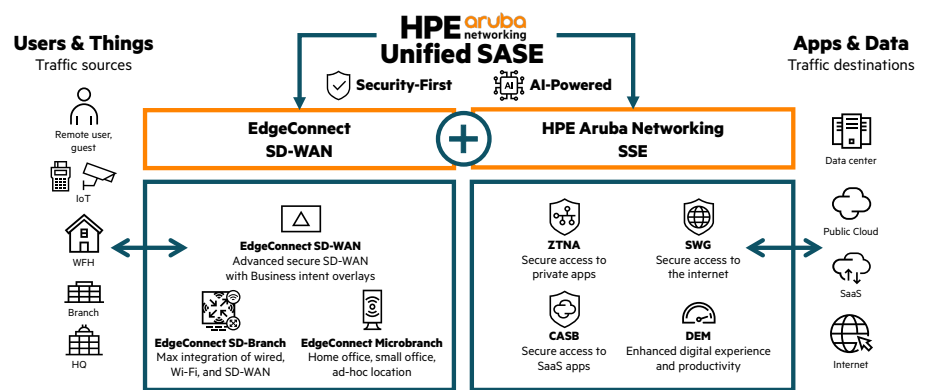 HPE aruba
networking
Unified SASE
Security-First
AI
AI-Powered
Users & Things
Traffic sources
Remote user,
guest
IoT
WFH
Branch
HQ
EdgeConnect
SD-WAN
+
HPE Aruba Networking
SSE
EdgeConnect SD-WAN
Advanced secure SD-WAN
with Business intent overlays
EdgeConnect SD-Branch
Max integration of wired,
Wi-Fi, and SD-WAN
EdgeConnect Microbranch
Home office, small office,
ad-hoc location
ZTNA
Secure access to
private apps
SWG
Secure access to
the internet
CASB
Secure access to
SaaS apps
DEM
Enhanced digital experience
and productivity
Apps & Data
Traffic destinations
Data center
Public Cloud
SaaS
Internet